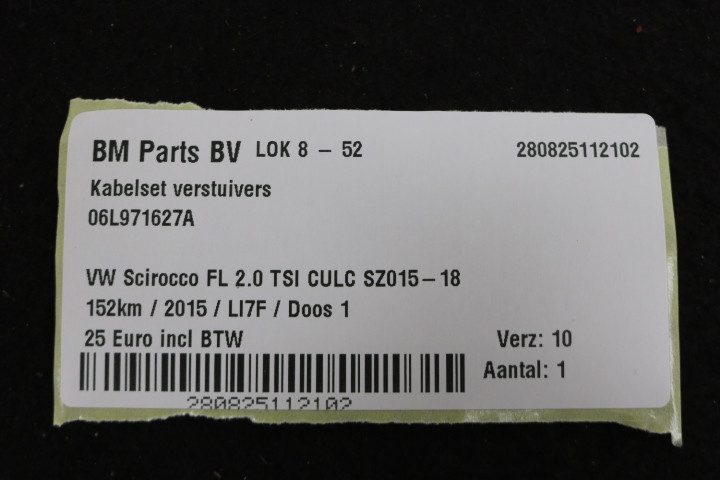 BM Parts BV LOK 8 - 52 280825112102
Kabelset verstuivers
06L971627A
VW Scirocco FL 2.0 TSI CULC SZ015-18
152km / 2015 / LI7F / Doos 1
25 Euro incl BTW Verz: 10
Aantal: 1
280825112102